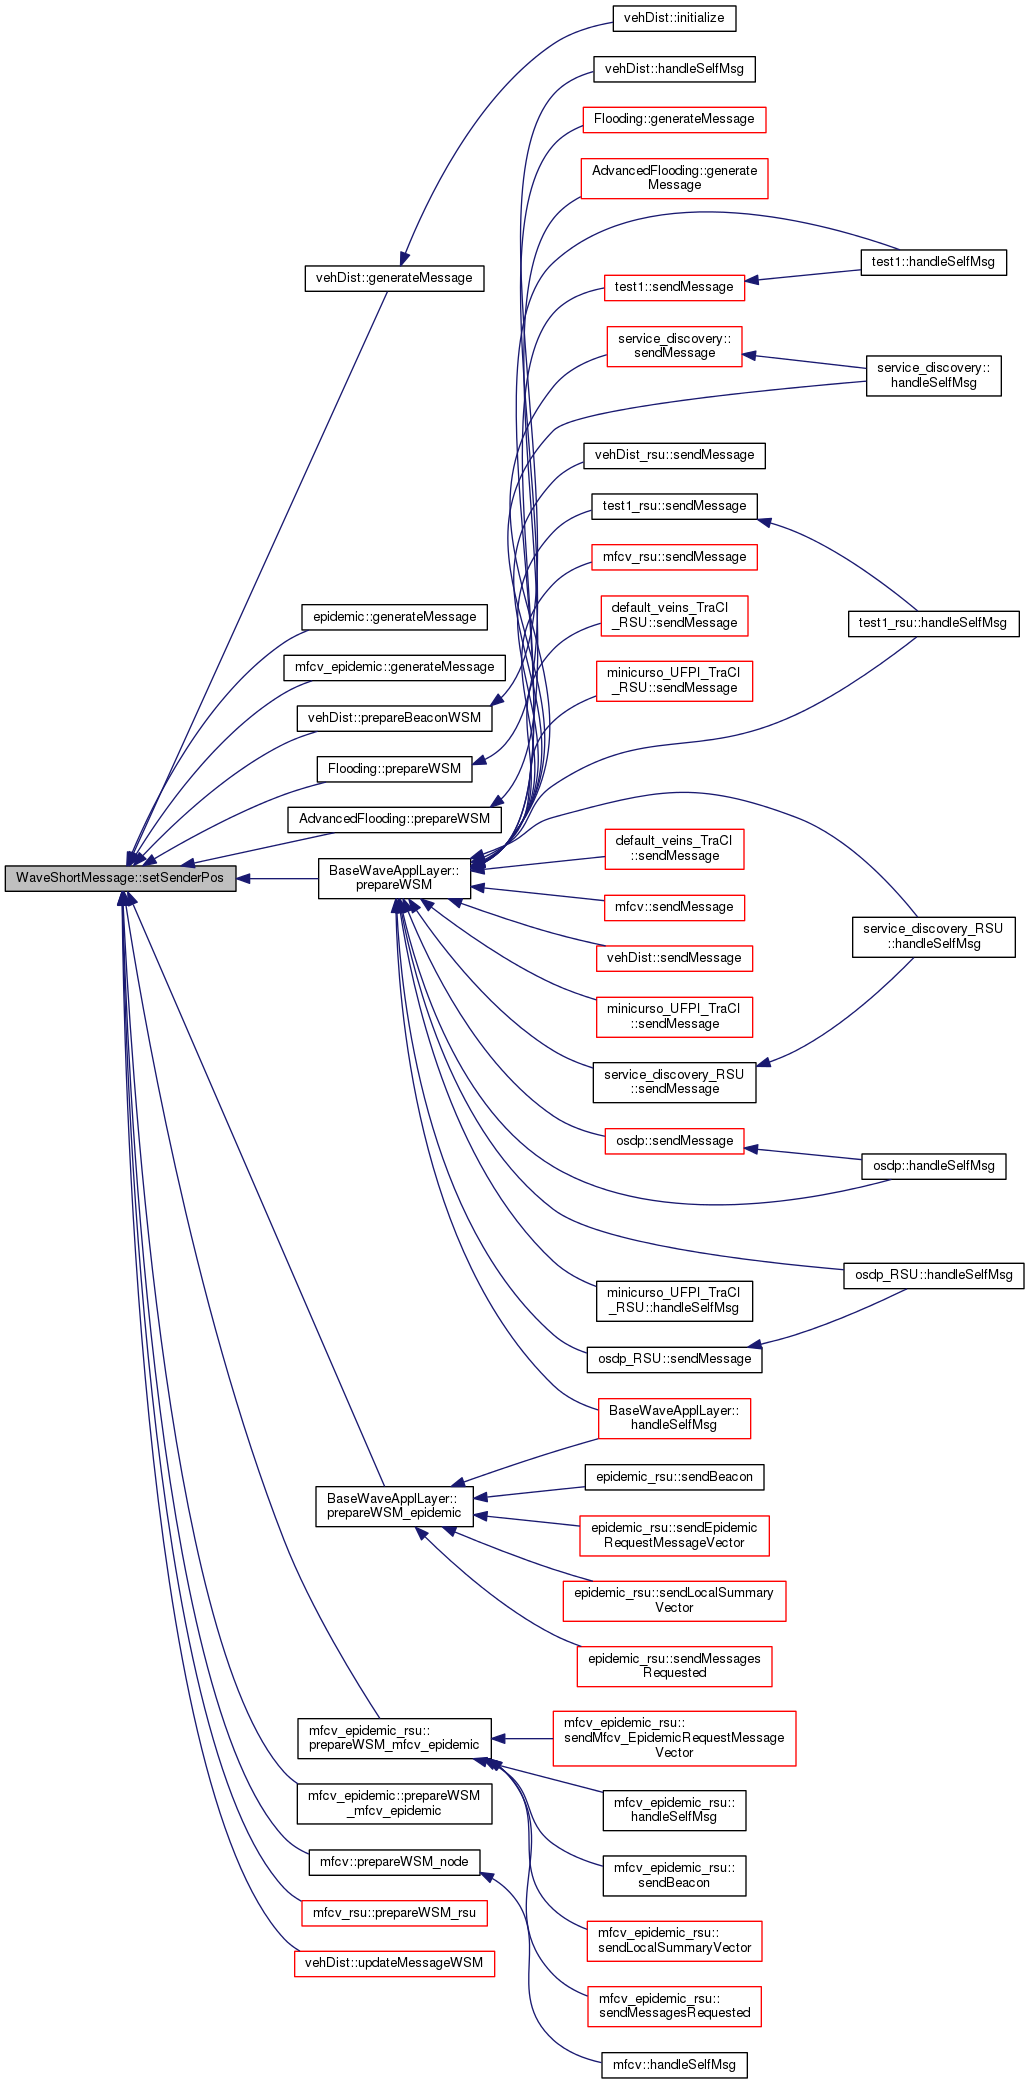 vehDist::initialize
vehDist::handleSelfMsg
Flooding::generateMessage
AdvancedFlooding::generate
Message
test1::handleSelfMsg
vehDist::generateMessage
test1::sendMessage
service_discovery::
sendMessage
service_discovery::
handleSelfMsg
vehDist_rsu::sendMessage
test1_rsu::sendMessage
mfcv_rsu::sendMessage
default_veins_TraCI
_RSU::sendMessage
epidemic::generateMessage
test1_rsu::handleSelfMsg
mfcv_epidemic::generateMessage
minicurso_UFPI_TraCI
_RSU::sendMessage
vehDist::prepareBeaconWSM
Flooding::prepareWSM
AdvancedFlooding::prepareWSM
default_veins_TraCI
::sendMessage
WaveShortMessage::setSenderPos
BaseWaveApplLayer::
prepareWSM
mfcv::sendMessage
service_discovery_RSU
::handleSelfMsg
vehDist::sendMessage
minicurso_UFPI_TraCI
::sendMessage
service_discovery_RSU
::sendMessage
osdp::sendMessage
osdp::handleSelfMsg
osdp_RSU::handleSelfMsg
minicurso_UFPI_TraCI
_RSU::handleSelfMsg
osdp_RSU::sendMessage
BaseWaveApplLayer::
handleSelfMsg
epidemic_rsu::sendBeacon
BaseWaveApplLayer::
prepareWSM_epidemic
epidemic_rsu::sendEpidemic
RequestMessageVector
epidemic_rsu::sendLocalSummary
Vector
epidemic_rsu::sendMessages
Requested
mfcv_epidemic_rsu::
prepareWSM_mfcv_epidemic
mfcv_epidemic_rsu::
sendMfcv_EpidemicRequestMessage
Vector
mfcv_epidemic::prepareWSM
_mfcv_epidemic
mfcv_epidemic_rsu::
handleSelfMsg
mfcv::prepareWSM_node
mfcv_epidemic_rsu::
sendBeacon
mfcv_rsu::prepareWSM_rsu
mfcv_epidemic_rsu::
sendLocalSummaryVector
vehDist::updateMessageWSM
mfcv_epidemic_rsu::
sendMessagesRequested
mfcv::handleSelfMsg